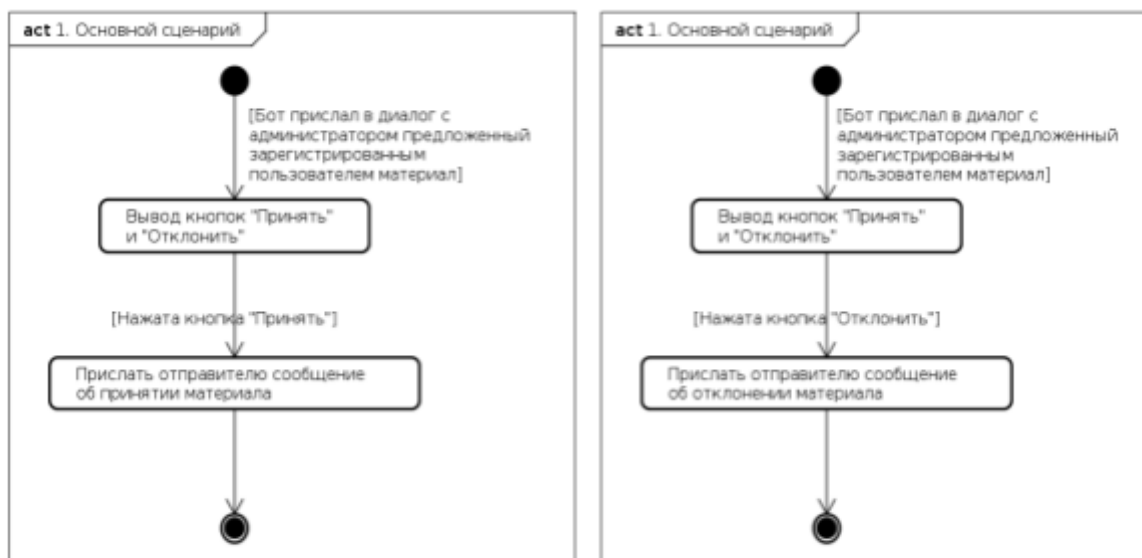 act 1. Основной сценарий
[Бот прислал в диалог с
администратором предложенный
зарегистрированным
пользователем материал]
Вывод кнопок "Принять"
и "Отклонить"
[Нажата кнопка "Принять"]
Прислать отправителю сообщение
об принятии материала
act 1. Основной сценарий
[Бот прислал в диалог с
администратором предложенный
зарегистрированным
пользователем материал]
Вывод кнопок "Принять"
и "Отклонить"
[Нажата кнопка "Отклонить"]
Прислать отправителю сообщение
об отклонении материала